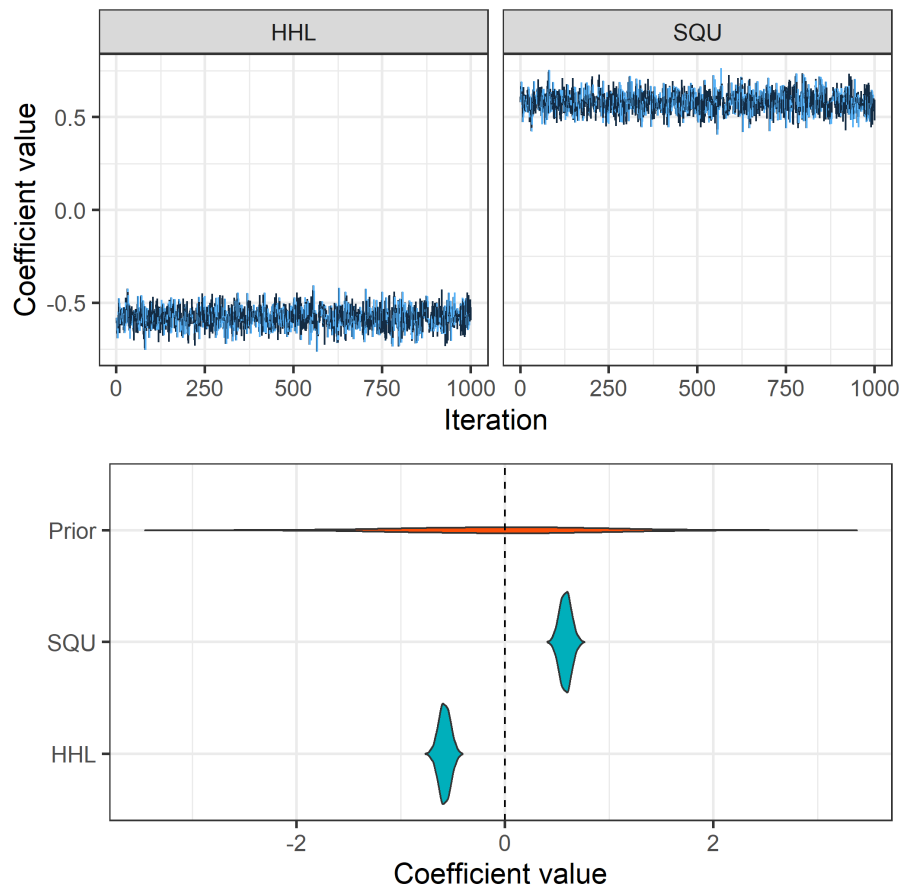 HHL SQU
Coefficient value
0.5
0.0
-0.5
0 250 500 750 1000 0 250 500 750 1000
Iteration
Prior
SQU
HHL
-2 0 2
Coefficient value